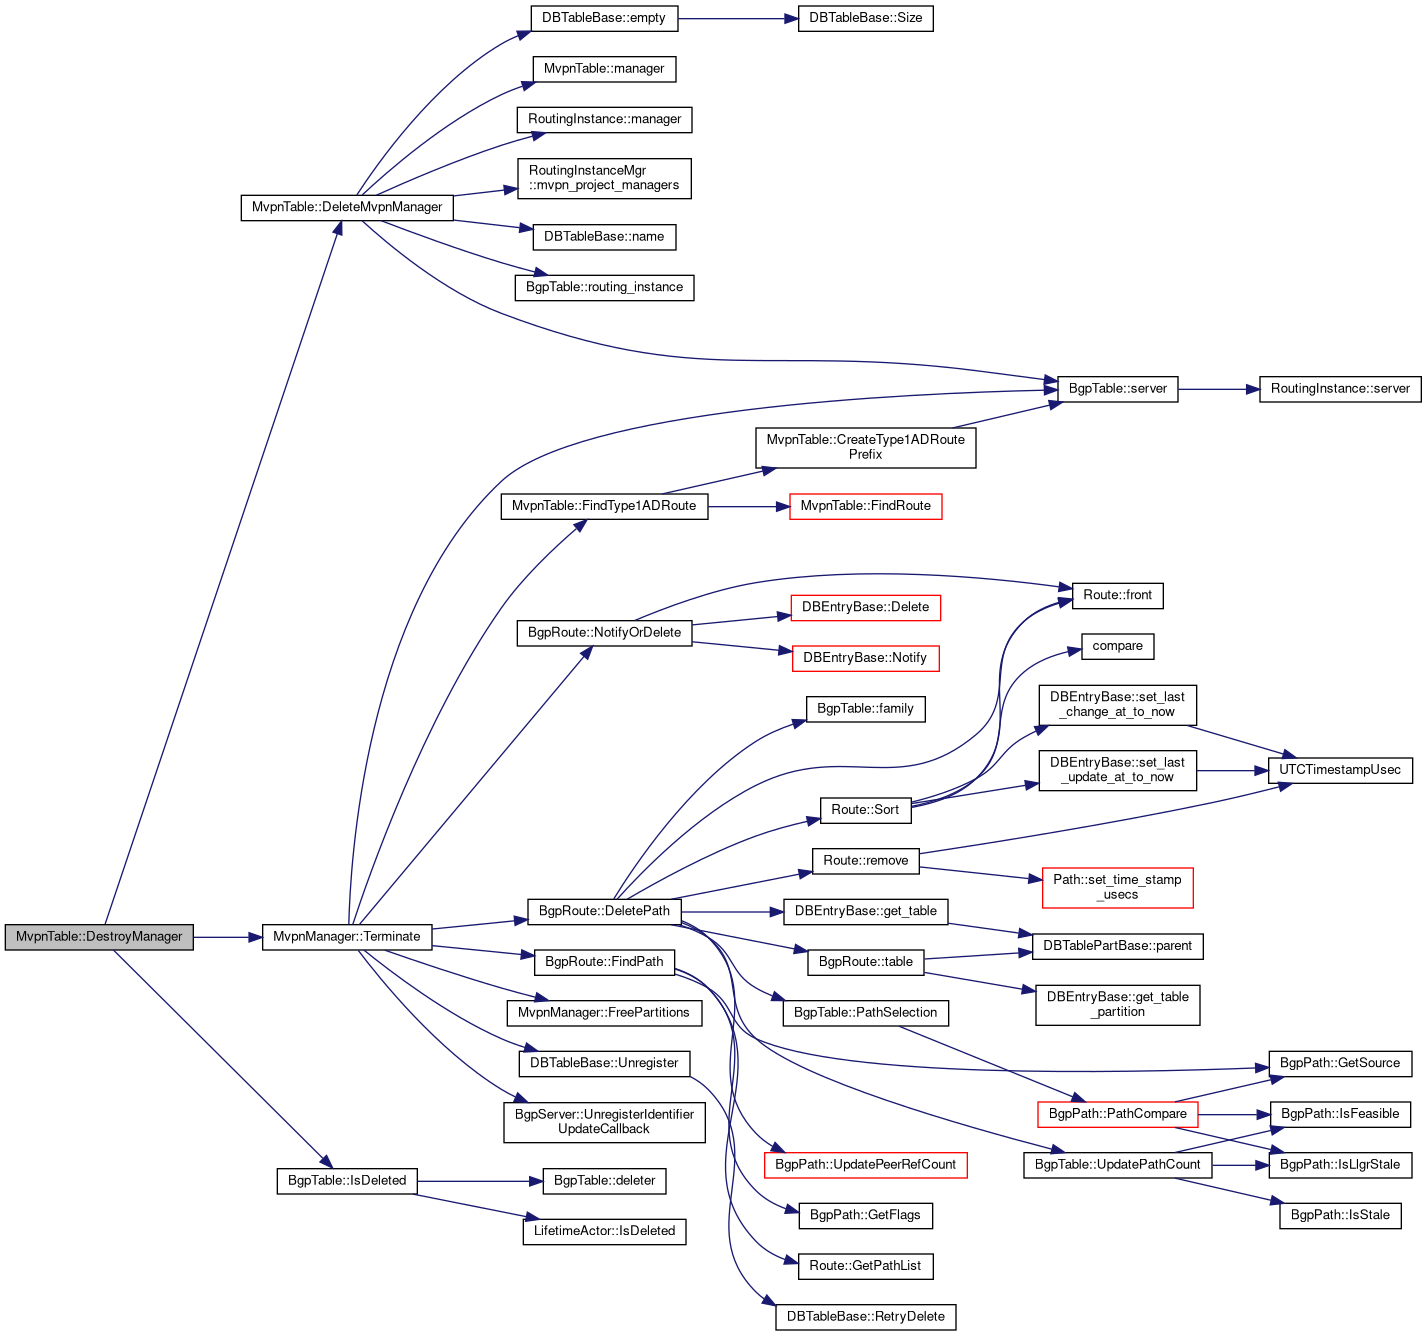 DBTableBase::empty
DBTableBase::Size
MvpnTable::manager
RoutingInstance::manager
RoutingInstanceMgr
::mvpn_project_managers
MvpnTable::DeleteMvpnManager
DBTableBase::name
BgpTable::routing_instance
BgpTable::server
RoutingInstance::server
MvpnTable::CreateType1ADRoute
Prefix
MvpnTable::FindType1ADRoute
MvpnTable::FindRoute
Route::front
DBEntryBase::Delete
BgpRoute::NotifyOrDelete
compare
DBEntryBase::Notify
BgpTable::family
DBEntryBase::set_last
_change_at_to_now
DBEntryBase::set_last
_update_at_to_now
UTCTimestampUsec
Route::Sort
Route::remove
Path::set_time_stamp
_usecs
BgpRoute::DeletePath
DBEntryBase::get_table
MvpnTable::DestroyManager
MvpnManager::Terminate
DBTablePartBase::parent
BgpRoute::FindPath
BgpRoute::table
DBEntryBase::get_table
_partition
MvpnManager::FreePartitions
BgpTable::PathSelection
DBTableBase::Unregister
BgpPath::GetSource
BgpServer::UnregisterIdentifier
UpdateCallback
BgpPath::PathCompare
BgpPath::IsFeasible
BgpPath::UpdatePeerRefCount
BgpTable::UpdatePathCount
BgpPath::IsLlgrStale
BgpTable::IsDeleted
BgpTable::deleter
BgpPath::GetFlags
BgpPath::IsStale
LifetimeActor::IsDeleted
Route::GetPathList
DBTableBase::RetryDelete